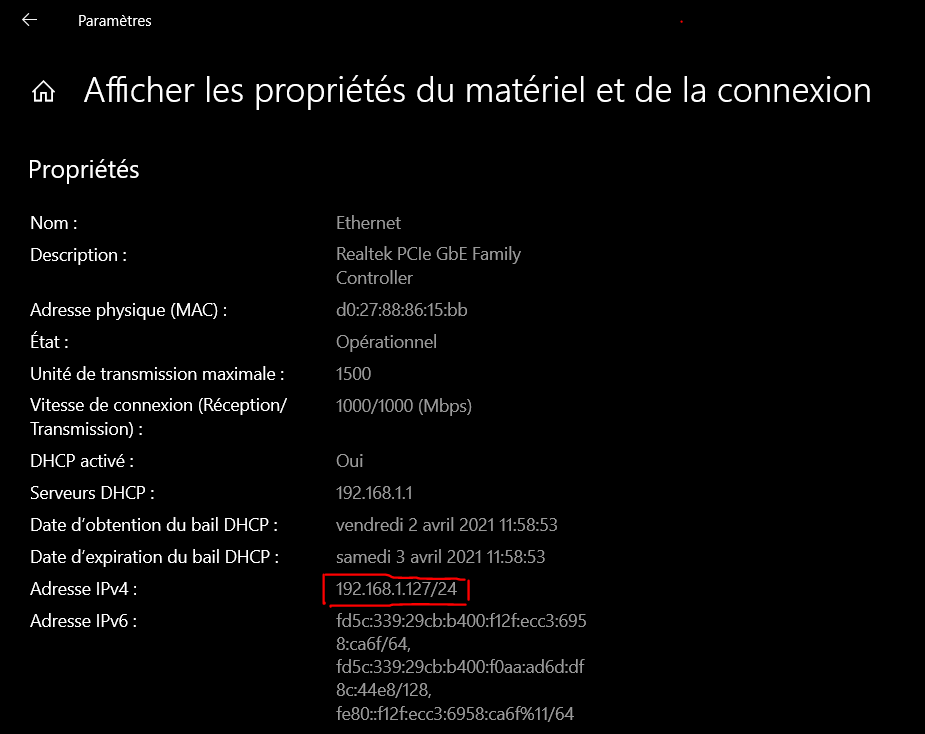 Paramètres
Afficher les propriétés du matériel et de la connexion
Propriétés
Nom : Ethernet
Description : Realtek PCIe GbE Family
Controller
Adresse physique (MAC) : d0:27:88:86:15:bb
État : Opérationnel
Unité de transmission maximale : 1500
Vitesse de connexion (Réception/ 1000/1000 (Mbps)
Transmission) :
DHCP activé : Oui
Serveurs DHCP : 192.168.1.1
Date d’obtention du bail DHCP : vendredi 2 avril 2021 11:58:53
Date d’expiration du bail DHCP : samedi 3 avril 2021 11:58:53
Adresse IPv4 : 192.168.1.127/24
Adresse IPv6 : fd5c:339:29cb:b400:f12f:ecc3:695
8:ca6f/64,
fd5c:339:29cb:b400:f0aa:ad6d:df
8c:44e8/128,
fe80::f12f:ecc3:6958:ca6f%11/64